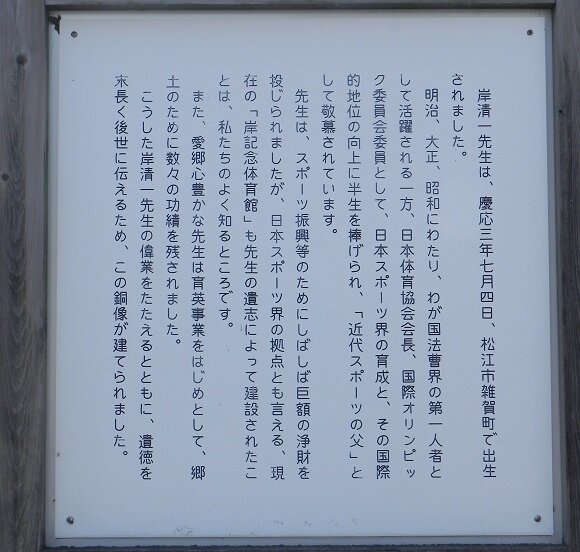 岸清一先生は、慶応三年七月四日、松江市雑賀町で出生
されました。
明治、大正、昭和にわたり、わが国法曹界の第一人者と
して活躍される一方、日本体育協会会長、国際オリンピッ
ク委員会委員として、日本スポーツ界の育成と、その国際
的地位の向上に半生を捧げられ、「近代スポーツの父」と
して敬慕されています。
先生は、スポーツ振興等のためにしばしば巨額の浄財を
投じられましたが、日本スポーツ界の拠点とも言える、現
在の「岸記念体育館」も先生の遺志によって建設されたこ
とは、私たちのよく知るところです。
また、愛郷心豊かな先生は育英事業をはじめとして、郷
土のために数々の功績を残されました。
こうした岸清一先生の偉業をたたえるとともに、遺徳を
末長く後世に伝えるため、この銅像が建てられました。